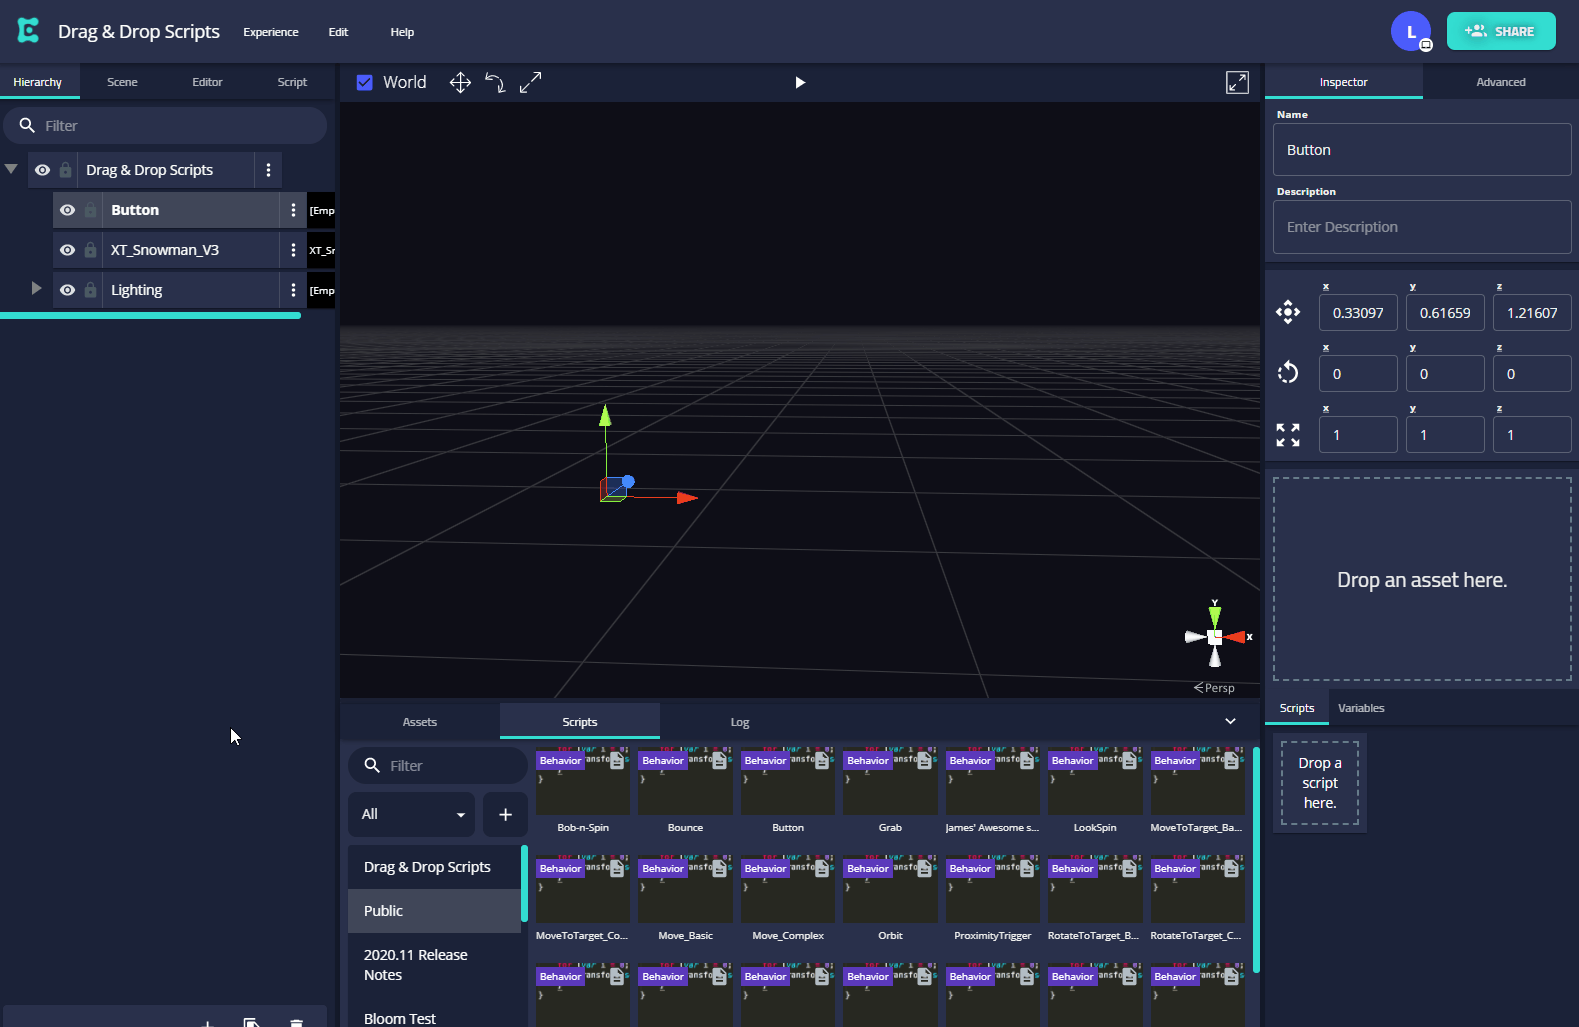 Drag & Drop Scripts
Experience
Edit
Help
L
SHARE
Hierarchy
Scene
Editor
Script
World
Inspector
Advanced
Filter
Drag & Drop Scripts
Button
[Emp
XT_Snowman_V3
XT_Sn
Lighting
[Emp
Y
x
Persp
Name
Button
Description
Enter Description
x
y
z
0.33097
0.61659
1.21607
x
y
z
0
0
0
x
y
z
1
1
1
Drop an asset here.
Scripts
Variables
Drop a
script
here.
Assets
Scripts
Log
Filter
All
Drag & Drop Scripts
Public
2020.11 Release
Notes
Bloom Test
Behavior
Behavior
Behavior
Behavior
Behavior
Behavior
Behavior
Bob-n-Spin
Bounce
Button
Grab
James' Awesome s...
LookSpin
MoveToTarget_Ba...
Behavior
Behavior
Behavior
Behavior
Behavior
Behavior
Behavior
MoveToTarget_Co...
Move_Basic
Move_Complex
Orbit
ProximityTrigger
RotateToTarget_B...
RotateToTarget_C...
Behavior
Behavior
Behavior
Behavior
Behavior
Behavior
Behavior